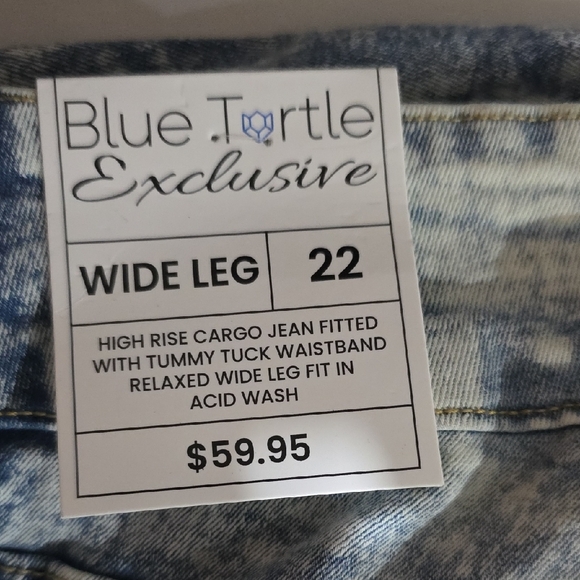 Blue Turtle
Exclusive
WIDE LEG 22
HIGH RISE CARGO JEAN FITTED
WITH TUMMY TUCK WAISTBAND
RELAXED WIDE LEG FIT IN
ACID WASH
$59.95